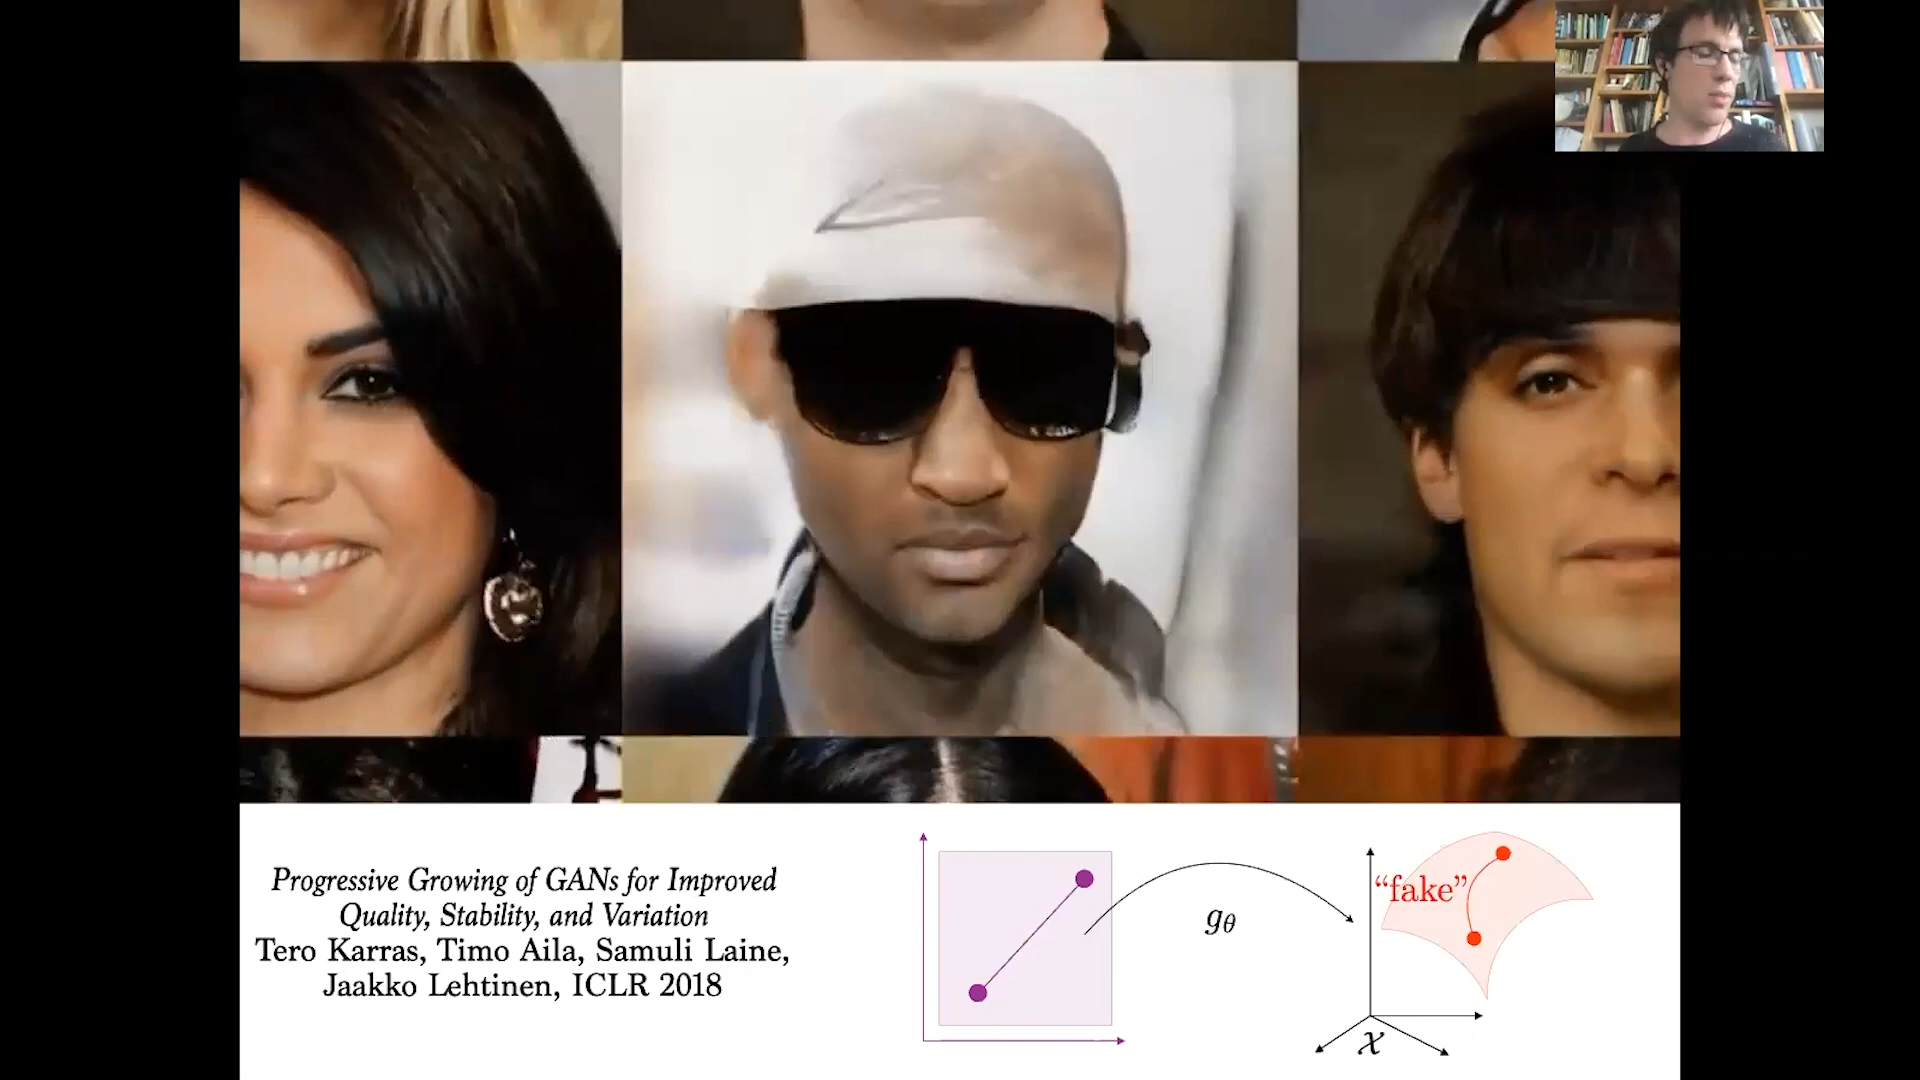 Progressive Growing of GANs for Improved
Quality, Stability, and Variation
Tero Karras, Timo Aila, Samuli Laine,
Jaakko Lehtinen, ICLR 2018
gθ
“fake”
𝒳